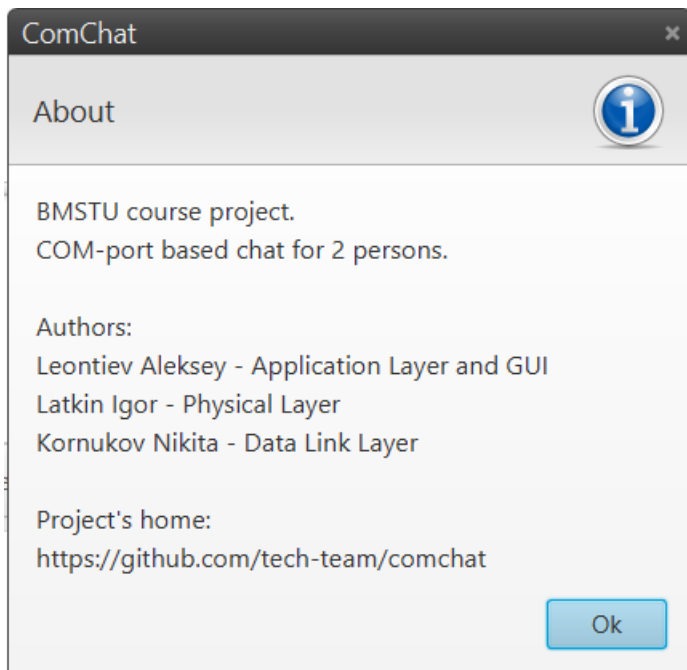 ComChat
About
BMSTU course project.
COM-port based chat for 2 persons.
Authors:
Leontiev Aleksey - Application Layer and GUI
Latkin Igor - Physical Layer
Kornukov Nikita - Data Link Layer
Project's home:
https://github.com/tech-team/comchat
Ok